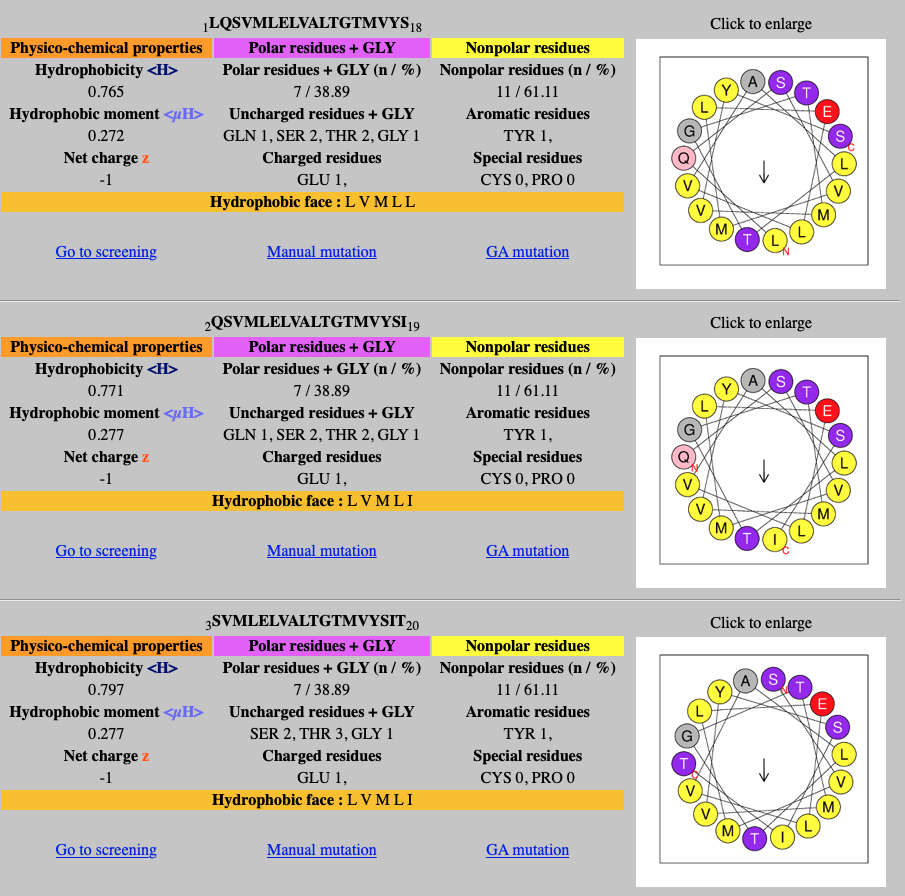 1LQSVMLELVALTGTMVYS18 Click to enlarge
Physico-chemical properties Polar residues + GLY Nonpolar residues
Hydrophobicity <H> Polar residues + GLY (n / %) Nonpolar residues (n / %)
0.765 7 / 38.89 11 / 61.11
Hydrophobic moment <μH> Uncharged residues + GLY Aromatic residues
0.272 GLN 1, SER 2, THR 2, GLY 1 TYR 1,
Net charge z Charged residues Special residues
-1 GLU 1, CYS 0, PRO 0
Hydrophobic face : L V M L L
Go to screening Manual mutation GA mutation
A S T E S C L V M L L N T M V V Q G L Y
2QSVMLELVALTGTMVYSI19 Click to enlarge
Physico-chemical properties Polar residues + GLY Nonpolar residues
Hydrophobicity <H> Polar residues + GLY (n / %) Nonpolar residues (n / %)
0.771 7 / 38.89 11 / 61.11
Hydrophobic moment <μH> Uncharged residues + GLY Aromatic residues
0.277 GLN 1, SER 2, THR 2, GLY 1 TYR 1,
Net charge z Charged residues Special residues
-1 GLU 1, CYS 0, PRO 0
Hydrophobic face : L V M L I
Go to screening Manual mutation GA mutation
A S T E S L V M L I C T M V V Q N G L Y
3SVMLELVALTGTMVYSIT20 Click to enlarge
Physico-chemical properties Polar residues + GLY Nonpolar residues
Hydrophobicity <H> Polar residues + GLY (n / %) Nonpolar residues (n / %)
0.797 7 / 38.89 11 / 61.11
Hydrophobic moment <μH> Uncharged residues + GLY Aromatic residues
0.277 SER 2, THR 3, GLY 1 TYR 1,
Net charge z Charged residues Special residues
-1 GLU 1, CYS 0, PRO 0
Hydrophobic face : L V M L I
Go to screening Manual mutation GA mutation
A S N T E S L V M L I T M V V T C G L Y